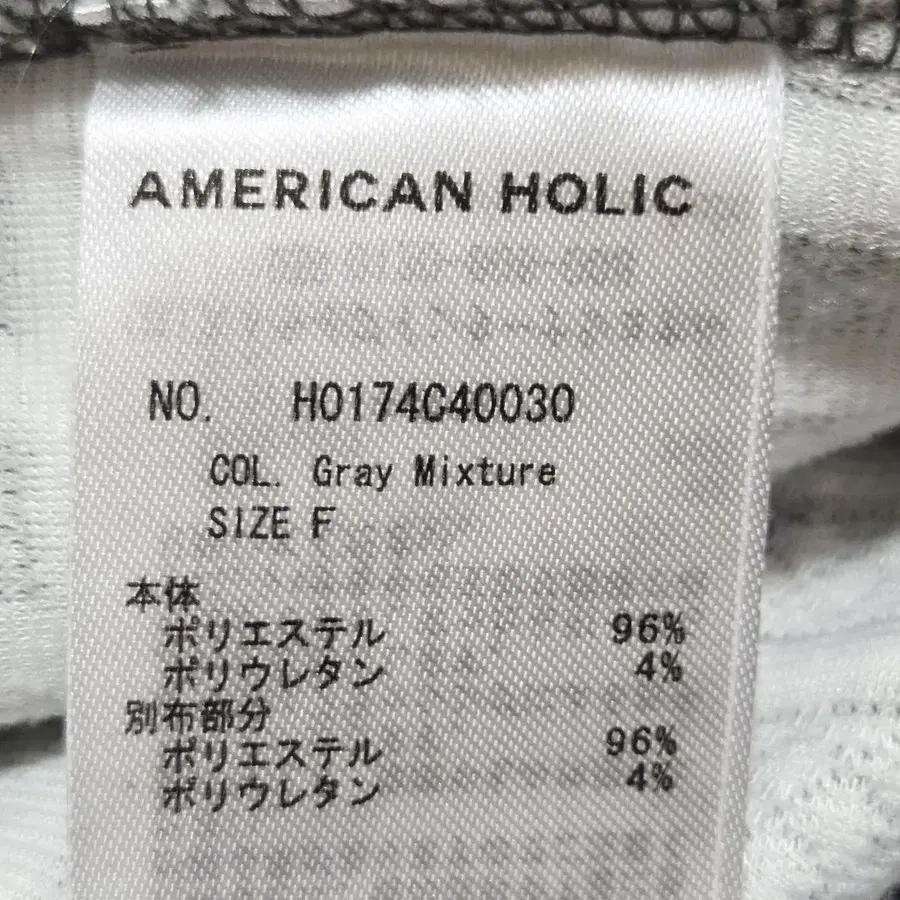 AMERICAN HOLIC
NO. H0174C40030
COL. Gray Mixture
SIZE F
本体
ポリエステル 96%
ポリウレタン 4%
別布部分
ポリエステル 96%
ポリウレタン 4%